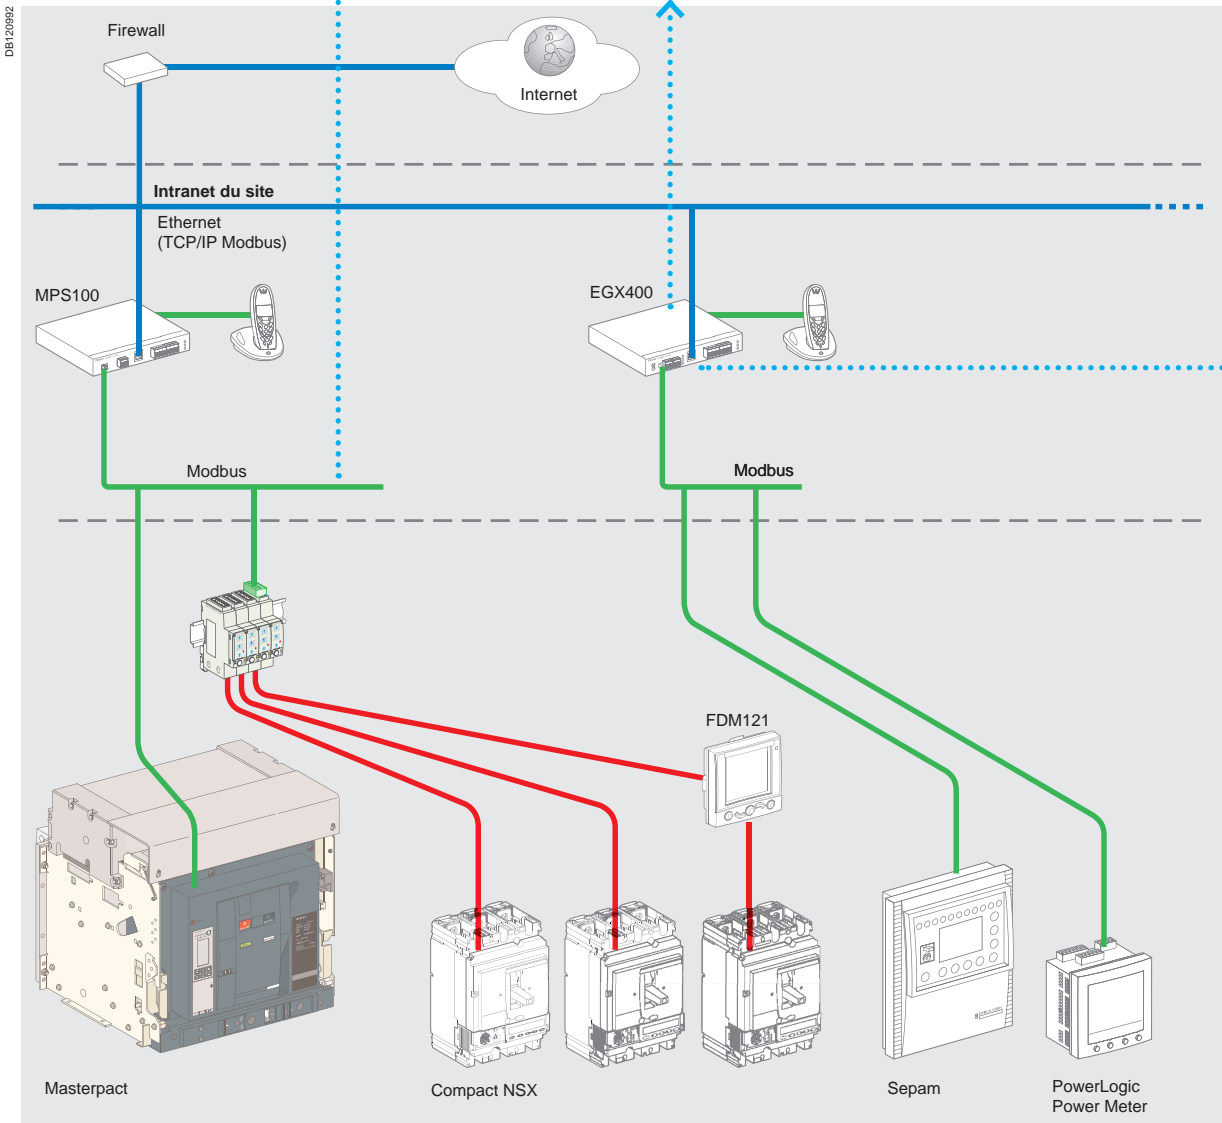 DB120992
Firewall
Internet
Intranet du site
Ethernet
(TCP/IP Modbus)
MPS100
EGX400
Modbus
Modbus
FDM121
Masterpact
Compact NSX
Sepam
PowerLogic
Power Meter